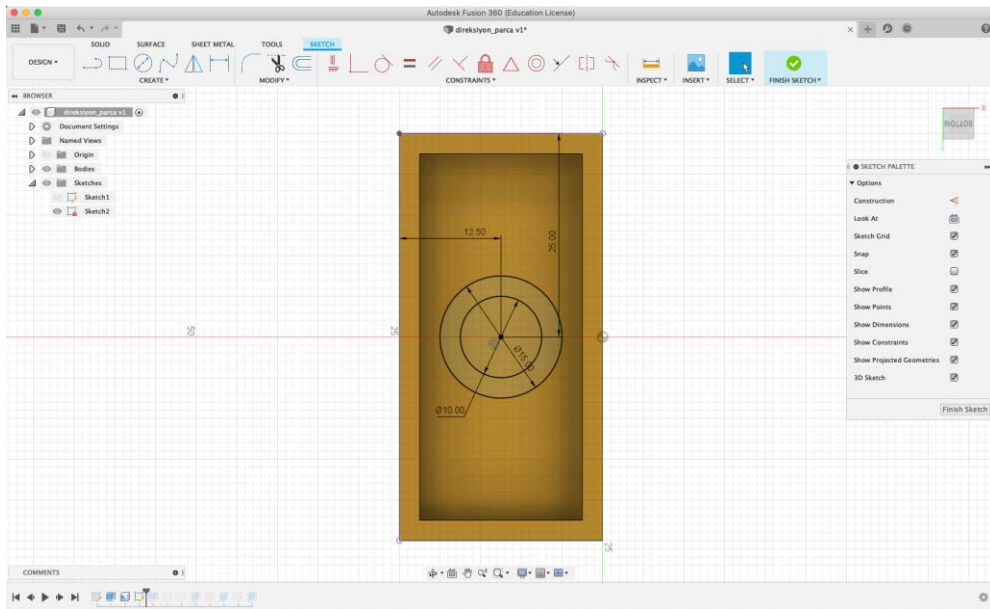 Autodesk Fusion 360 (Education License)
direksiyon_parca v1*
SOLID SURFACE SHEET METAL TOOLS SKETCH
DESIGN
CREATE MODIFY CONSTRAINTS INSPECT INSERT SELECT FINISH SKETCH
BROWSER
direksiyon_parca v1
Document Settings
Named Views
Origin
Bodies
Sketches
Sketch1
Sketch2
BOTTOM
X
SKETCH PALETTE
Options
Construction
Look At
Sketch Grid
Snap
Slice
Show Profile
Show Points
Show Dimensions
Show Constraints
Show Projected Geometries
3D Sketch
Finish Sketch
12.50
25.00
50
25
Ø15.00
Ø10.00
25
COMMENTS